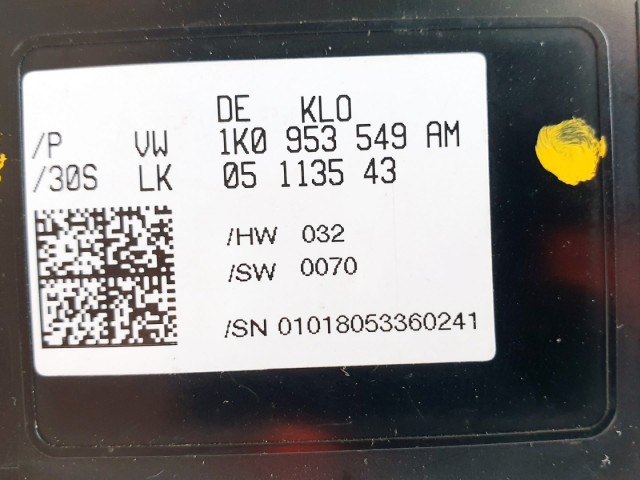 DE KLO
/P VW 1K0 953 549 AM
/30S LK 05 1135 43
/HW 032
/SW 0070
/SN 01018053360241